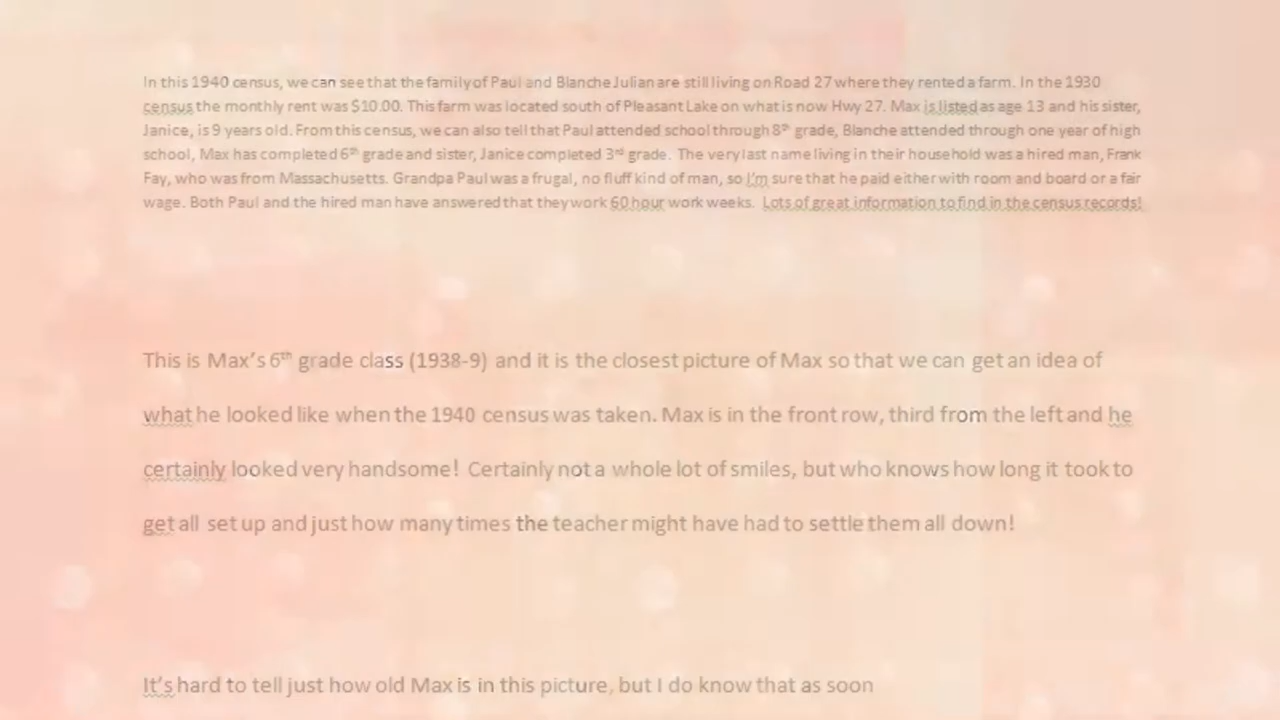 In this 1940 census, we can see that the family of Paul and Blanche Julian are still living on Road 27 where they rented a farm. In the 1930
census the monthly rent was $10.00. This farm was located south of Pleasant Lake on what is now Hwy 27. Max is listed as age 13 and his sister,
Janice, is 9 years old. From this census, we can also tell that Paul attended school through 8th grade, Blanche attended through one year of high
school, Max has completed 6th grade and sister, Janice completed 3rd grade. The very last name living in their household was a hired man, Frank
Fay, who was from Massachusetts. Grandpa Paul was a frugal, no fluff kind of man, so I'm sure that he paid either with room and board or a fair
wage. Both Paul and the hired man have answered that they work 60 hour work weeks. Lots of great information to find in the census records!
This is Max's 6th grade class (1938-9) and it is the closest picture of Max so that we can get an idea of
what he looked like when the 1940 census was taken. Max is in the front row, third from the left and he
certainly looked very handsome! Certainly not a whole lot of smiles, but who knows how long it took to
get all set up and just how many times the teacher might have had to settle them all down!
It's hard to tell just how old Max is in this picture, but I do know that as soon